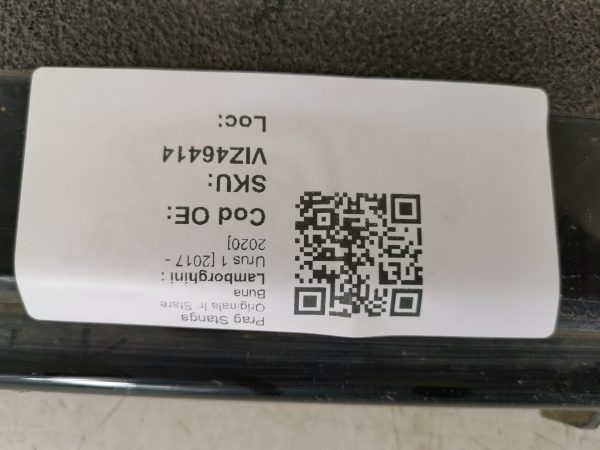 Prag Stanga
Originala In Stare
Buna
Lamborghini :
Urus 1 [2017 -
2020]
Cod OE:
SKU:
VIZ46414
Loc: